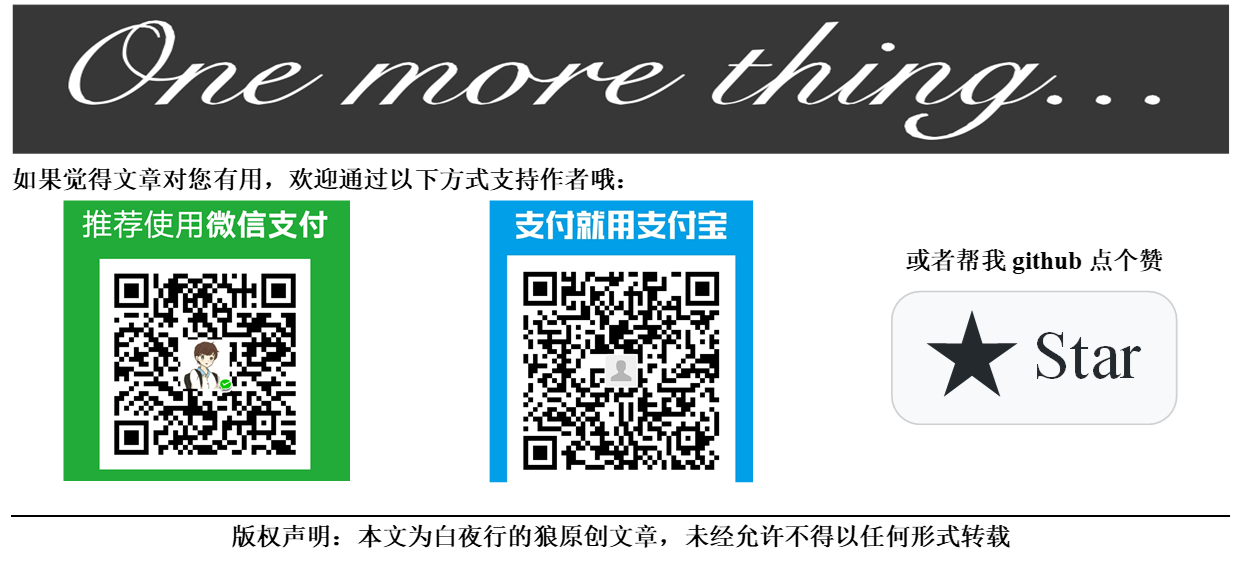 One more thing...
如果觉得文章对您有用，欢迎通过以下方式支持作者哦：
推荐使用微信支付
支付就用支付宝
或者帮我 github 点个赞
★ Star
版权声明：本文为白夜行的狼原创文章，未经允许不得以任何形式转载